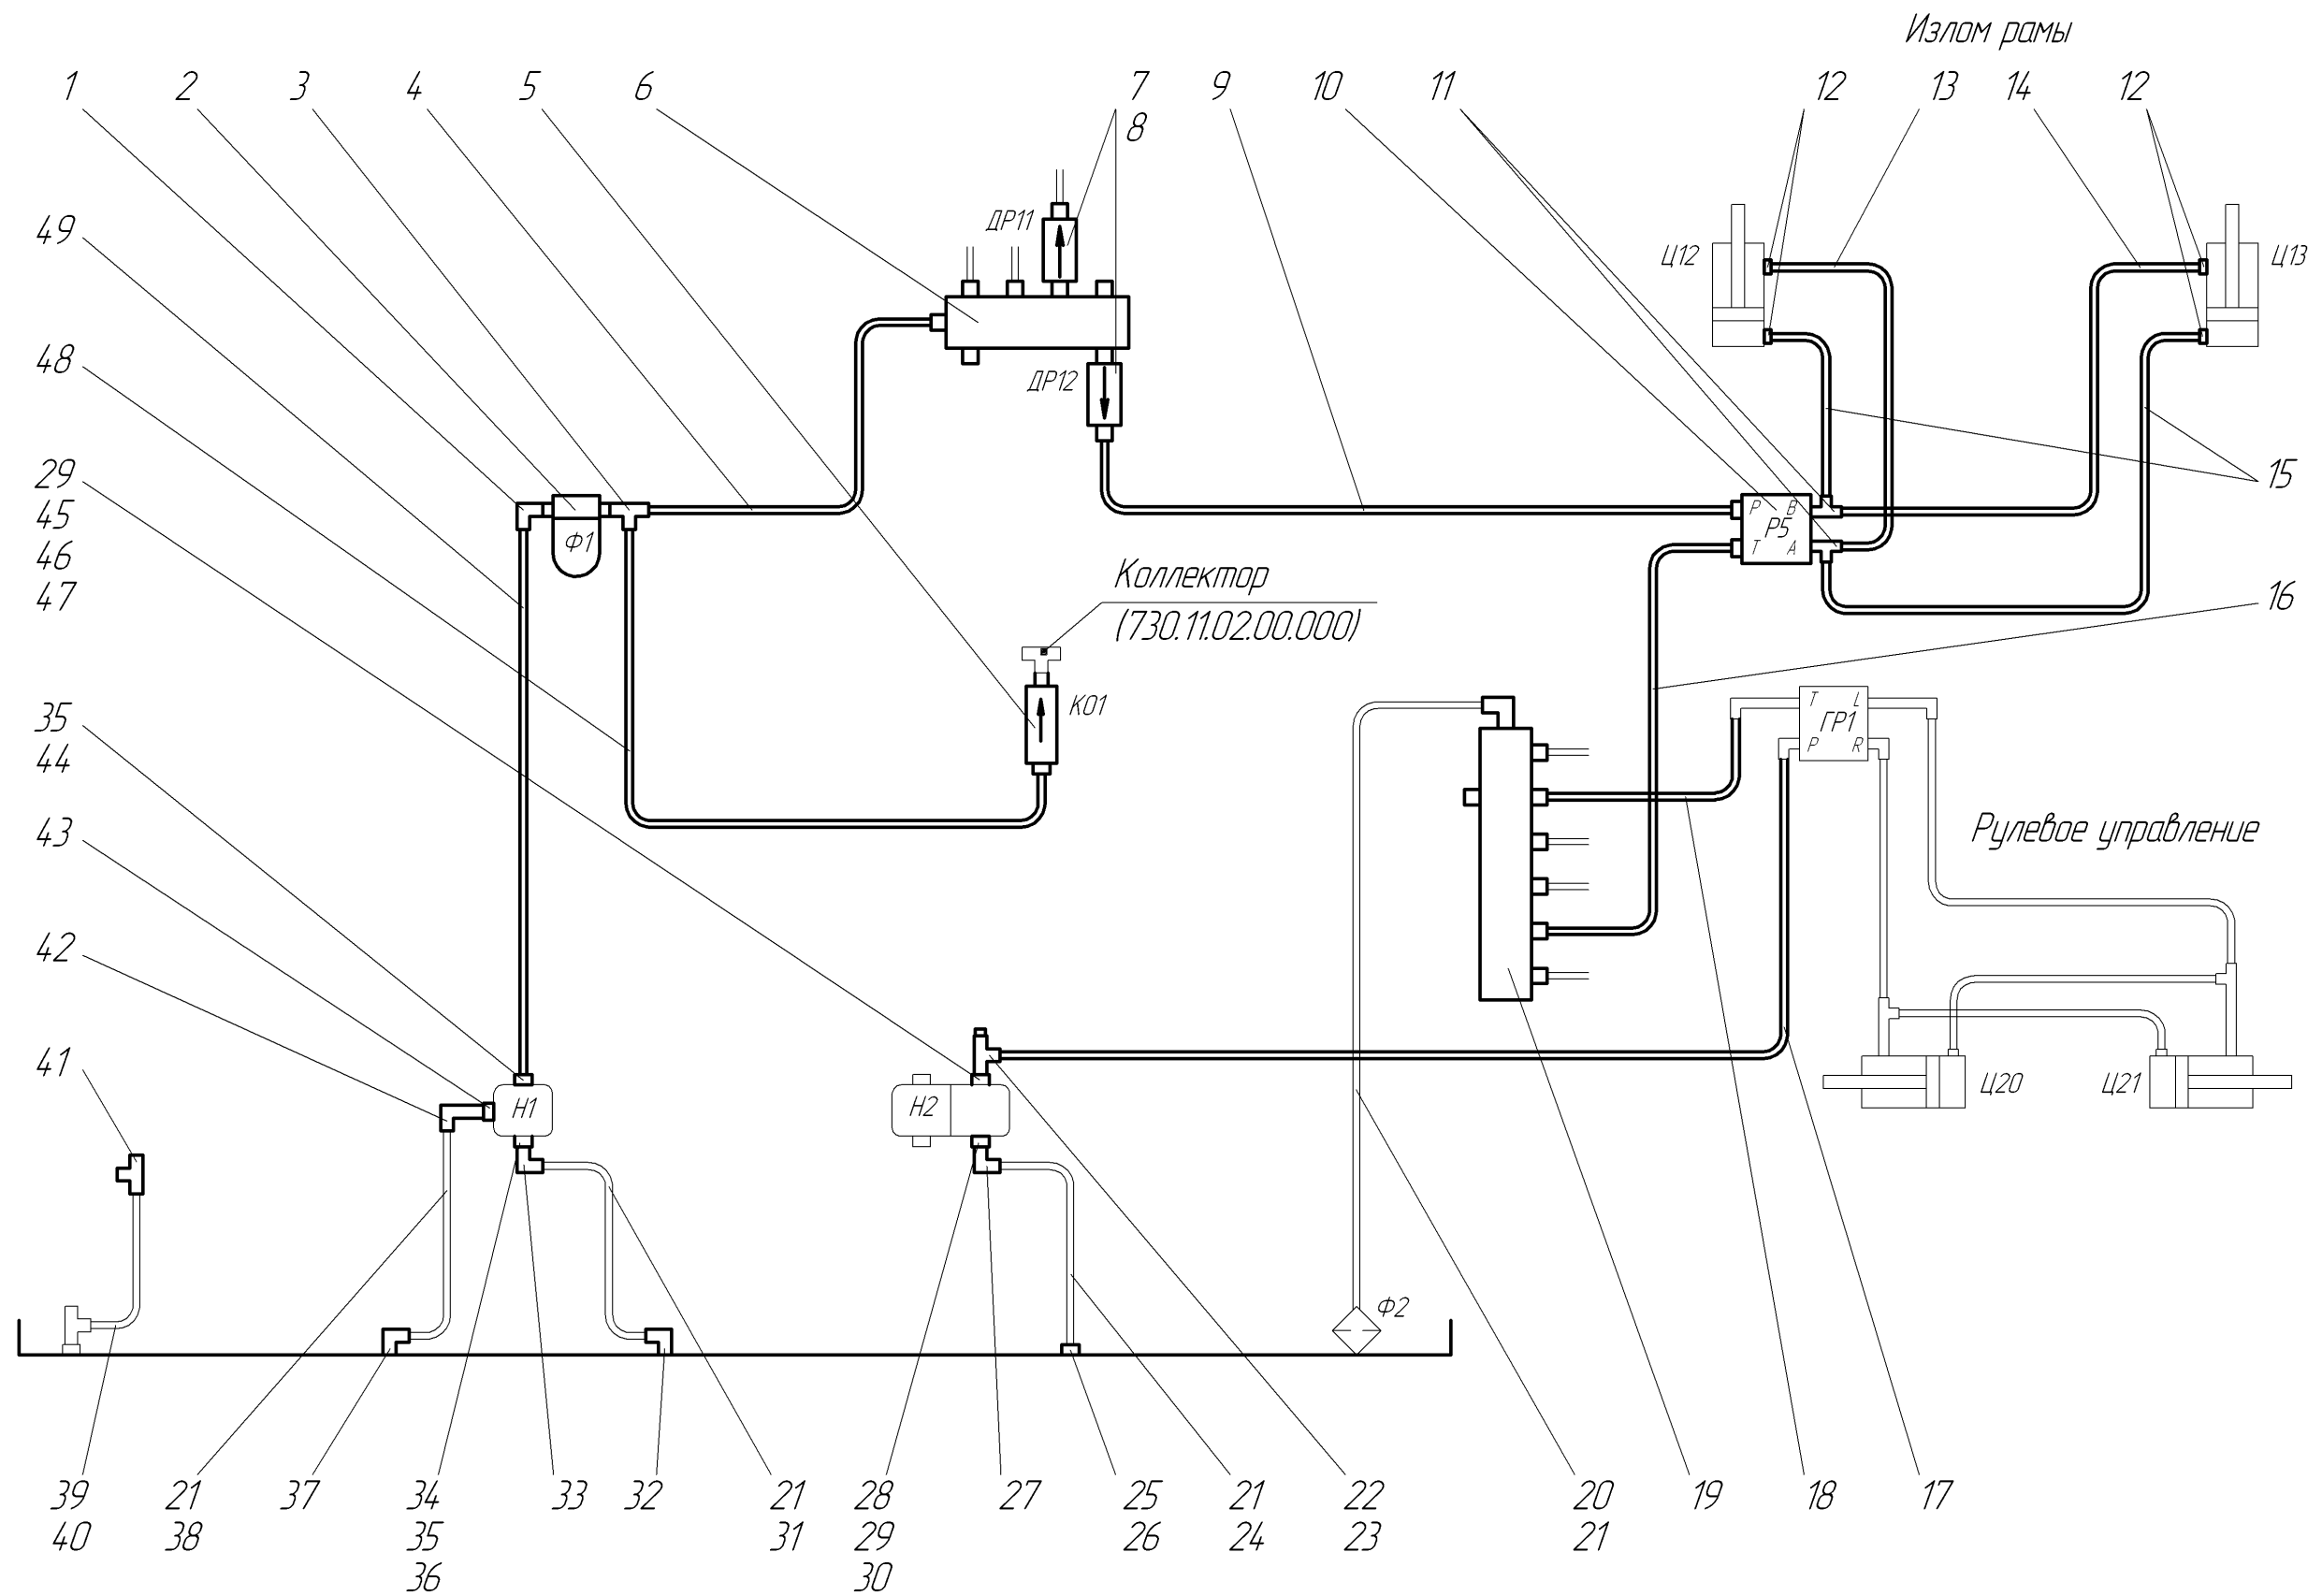 Излом рамы
1 2 3 4 5 6 7 9 10 11 12 13 14 12
8
49
ДР11
Ц12
Ц13
48
ДР12
29
45
46
47
15
Р В
Р5
Т А
Ф1
Коллектор
(730.11.02.00.000)
16
35
44
КО1
Т L
ГР1
Р R
43
Рулевое управление
42
41
Н1
Н2
Ц20
Ц21
Ф2
39 21 37 34 33 32 21 28 27 25 21 22 20 19 18 17
40 38 35 31 29 26 24 23 21
36 30